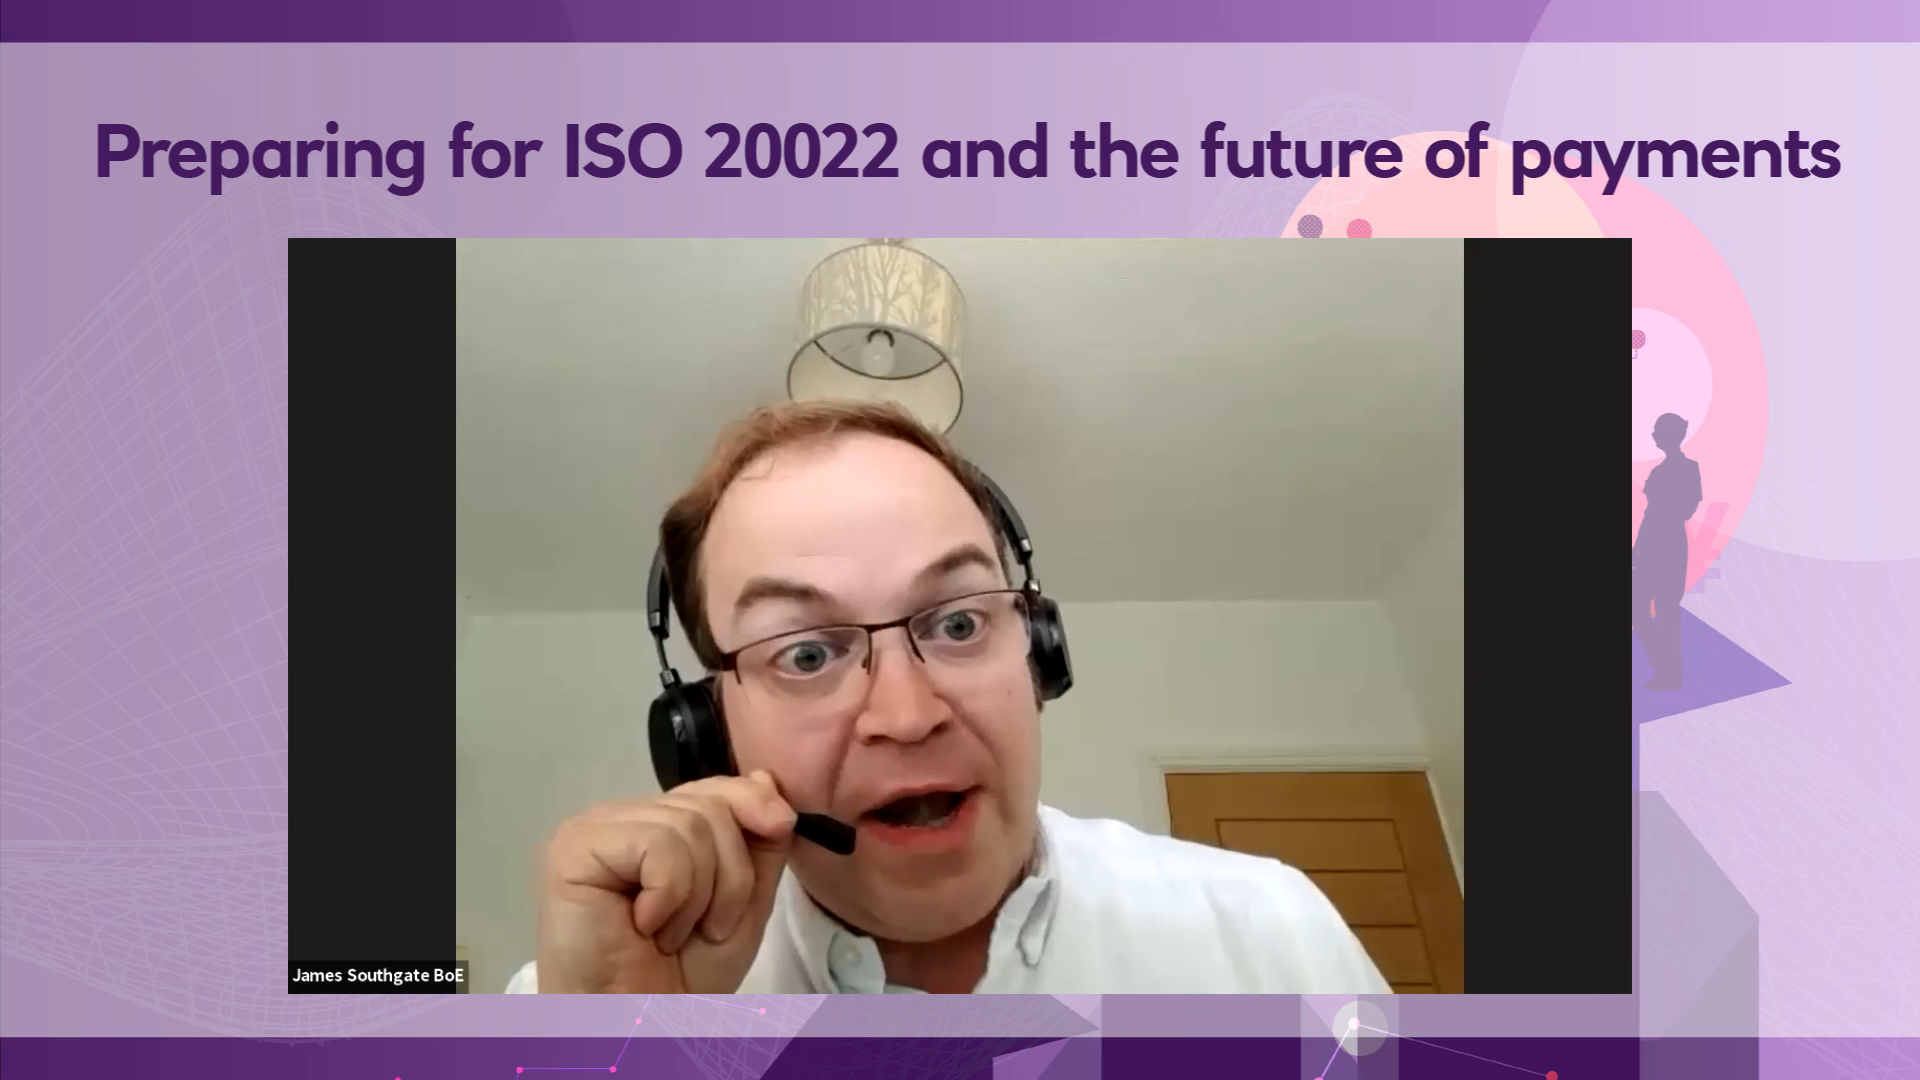 Preparing for ISO 20022 and the future of payments
James Southgate BoE